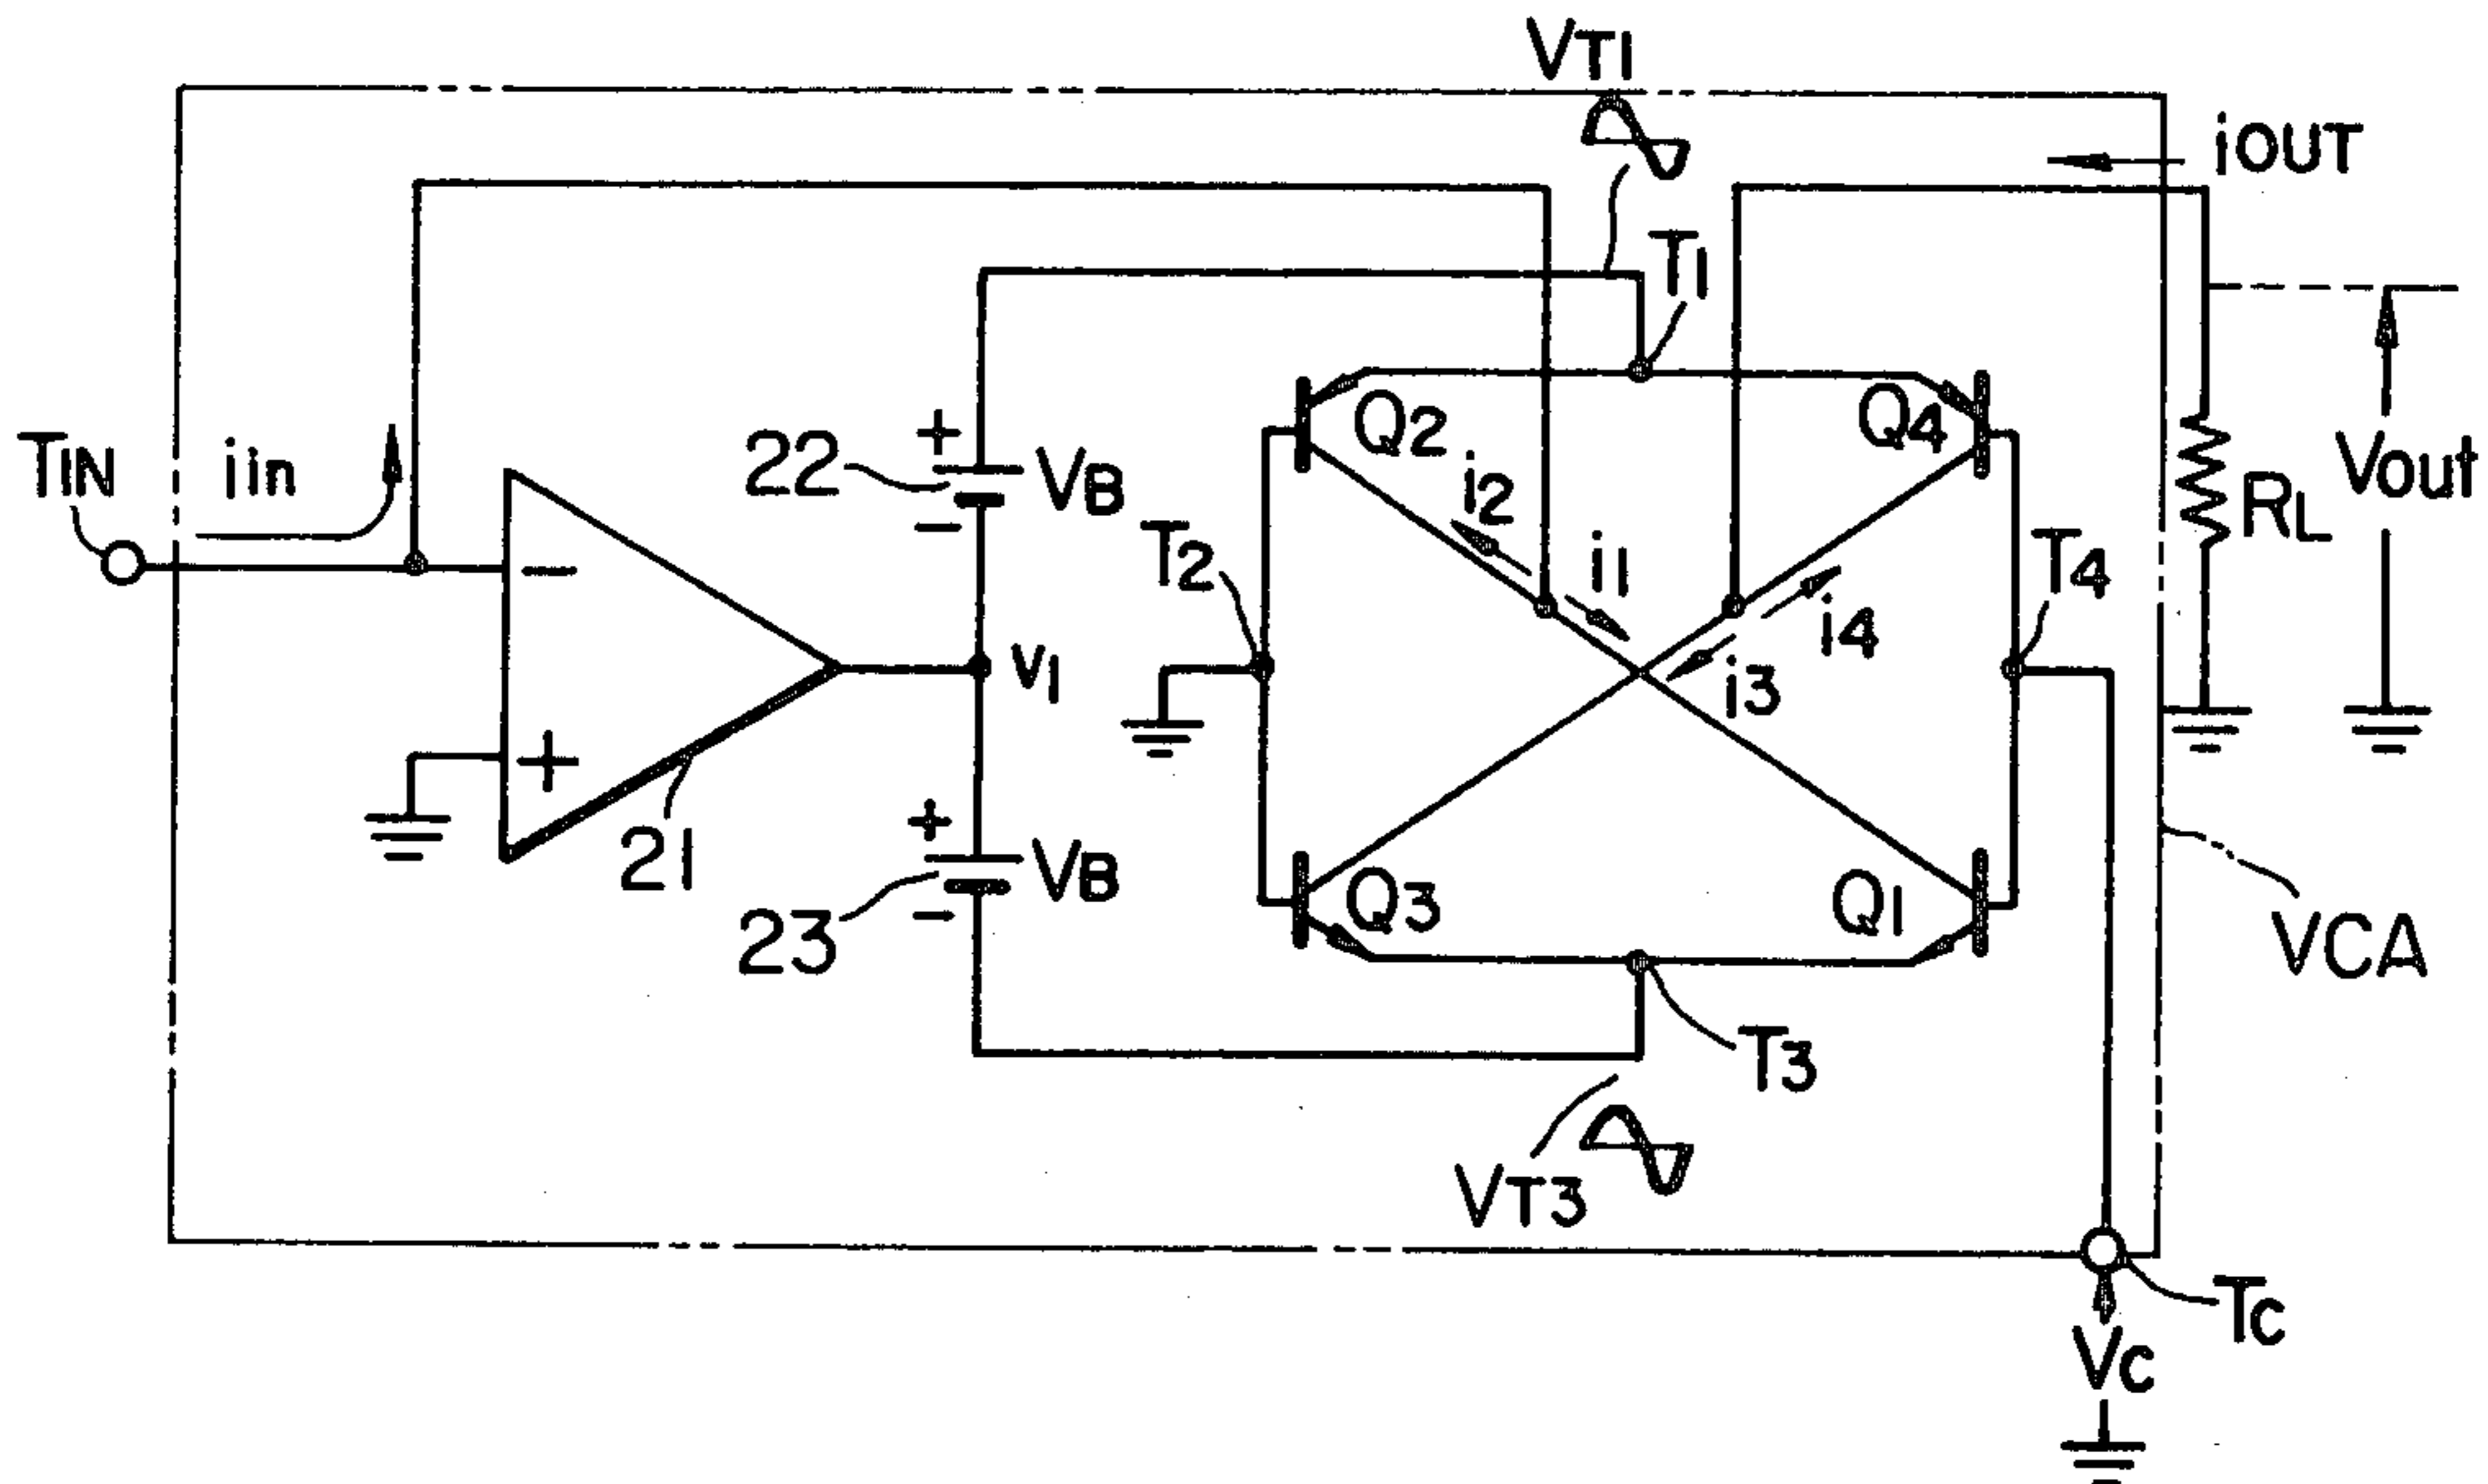 VT1
iOUT
T1
TIN
iin
+
22
VB
−
Q2
Q4
i2
i1
T2
T4
RL
Vout
−
v1
i4
i3
+
21
+
VB
23
−
Q3
Q1
VCA
T3
VT3
TC
VC